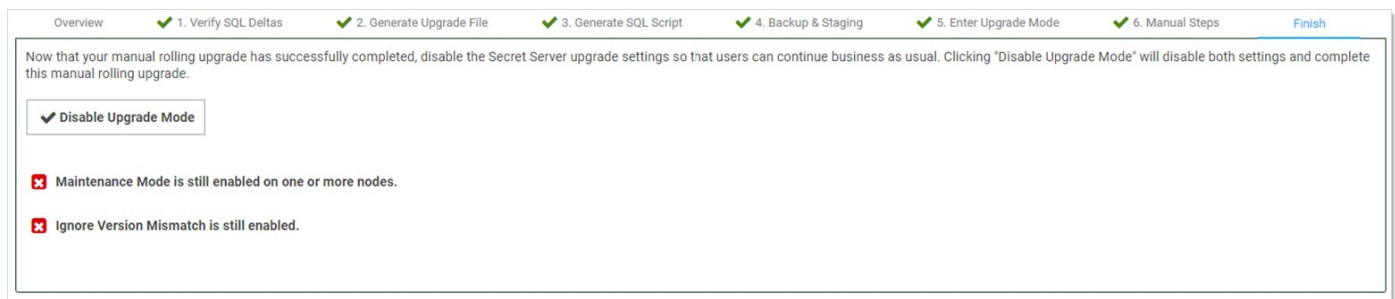 Overview 1. Verify SQL Deltas 2. Generate Upgrade File 3. Generate SQL Script 4. Backup & Staging 5. Enter Upgrade Mode 6. Manual Steps Finish
Now that your manual rolling upgrade has successfully completed, disable the Secret Server upgrade settings so that users can continue business as usual. Clicking "Disable Upgrade Mode" will disable both settings and complete
this manual rolling upgrade.
Disable Upgrade Mode
Maintenance Mode is still enabled on one or more nodes.
Ignore Version Mismatch is still enabled.